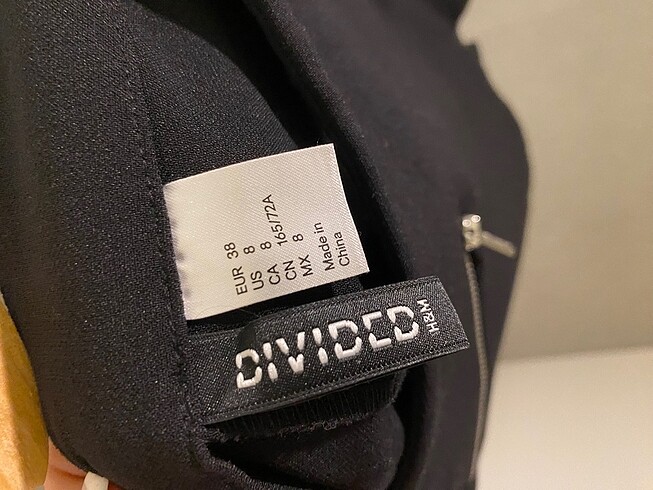 EUR 38
US 8
CA 8
CN 165/72A
MX 8
Made in
China
DIVIDED
H&M